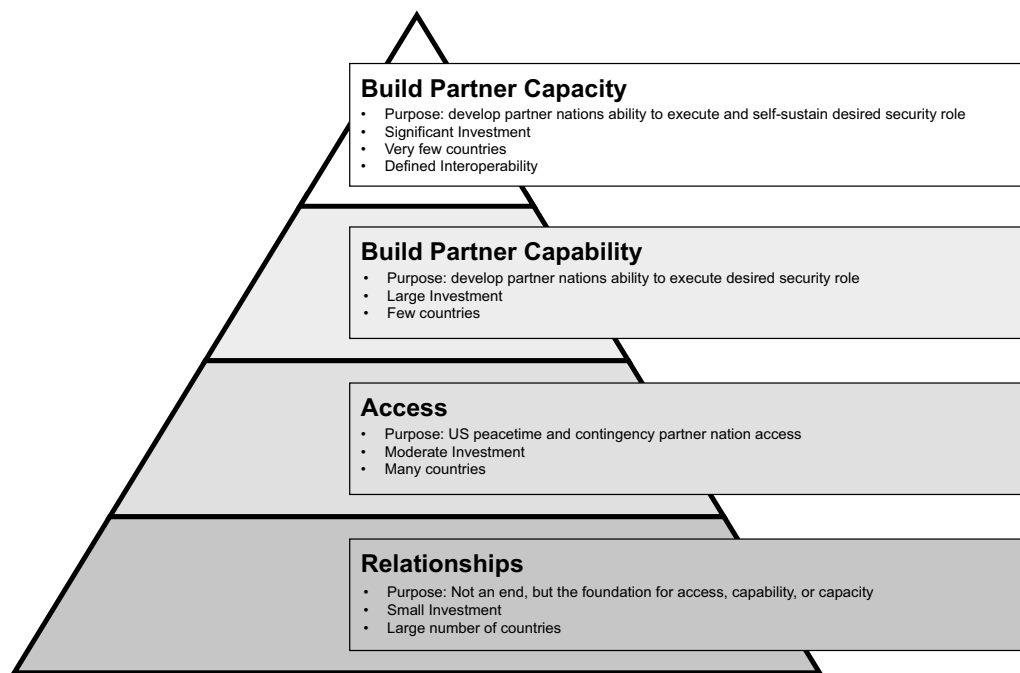 Build Partner Capacity
• Purpose: develop partner nations ability to execute and self-sustain desired security role
• Significant Investment
• Very few countries
• Defined Interoperability
Build Partner Capability
• Purpose: develop partner nations ability to execute desired security role
• Large Investment
• Few countries
Access
• Purpose: US peacetime and contingency partner nation access
• Moderate Investment
• Many countries
Relationships
• Purpose: Not an end, but the foundation for access, capability, or capacity
• Small Investment
• Large number of countries